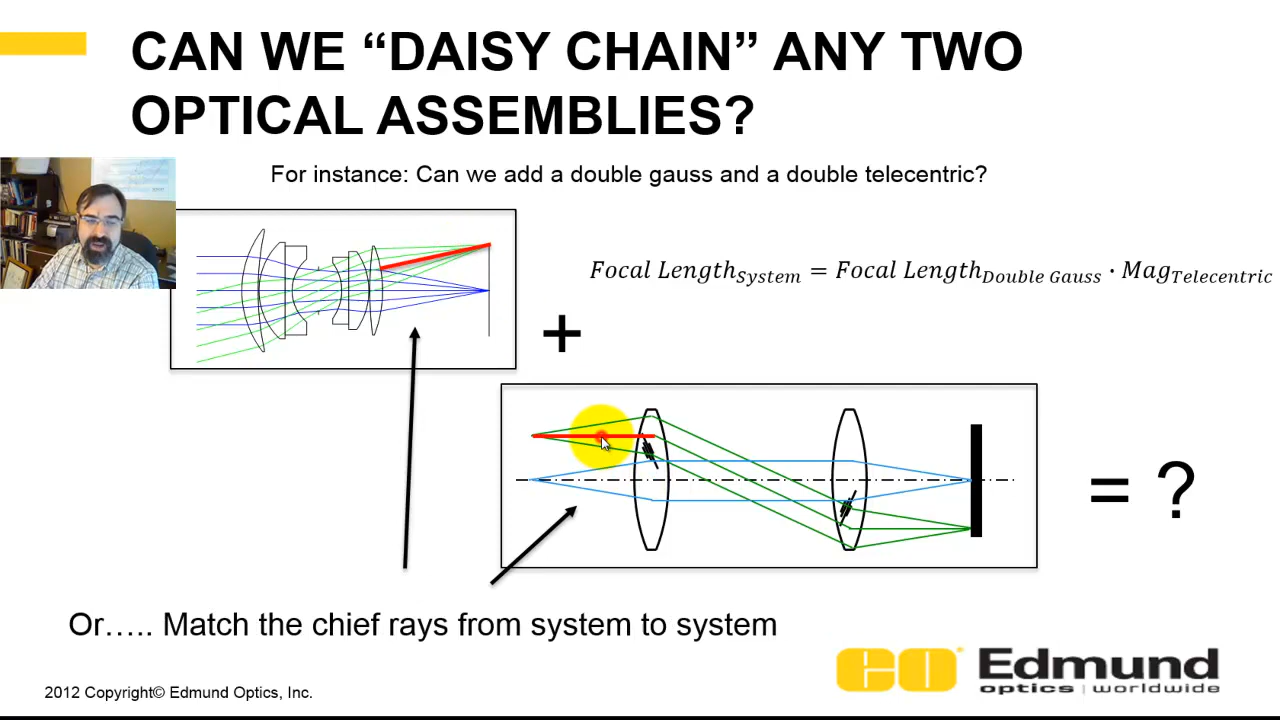 CAN WE “DAISY CHAIN” ANY TWO
OPTICAL ASSEMBLIES?
For instance: Can we add a double gauss and a double telecentric?
Focal Length_System = Focal Length_Double Gauss · Mag_Telecentric
+
= ?
Or….. Match the chief rays from system to system
EO Edmund
optics | worldwide
2012 Copyright© Edmund Optics, Inc.